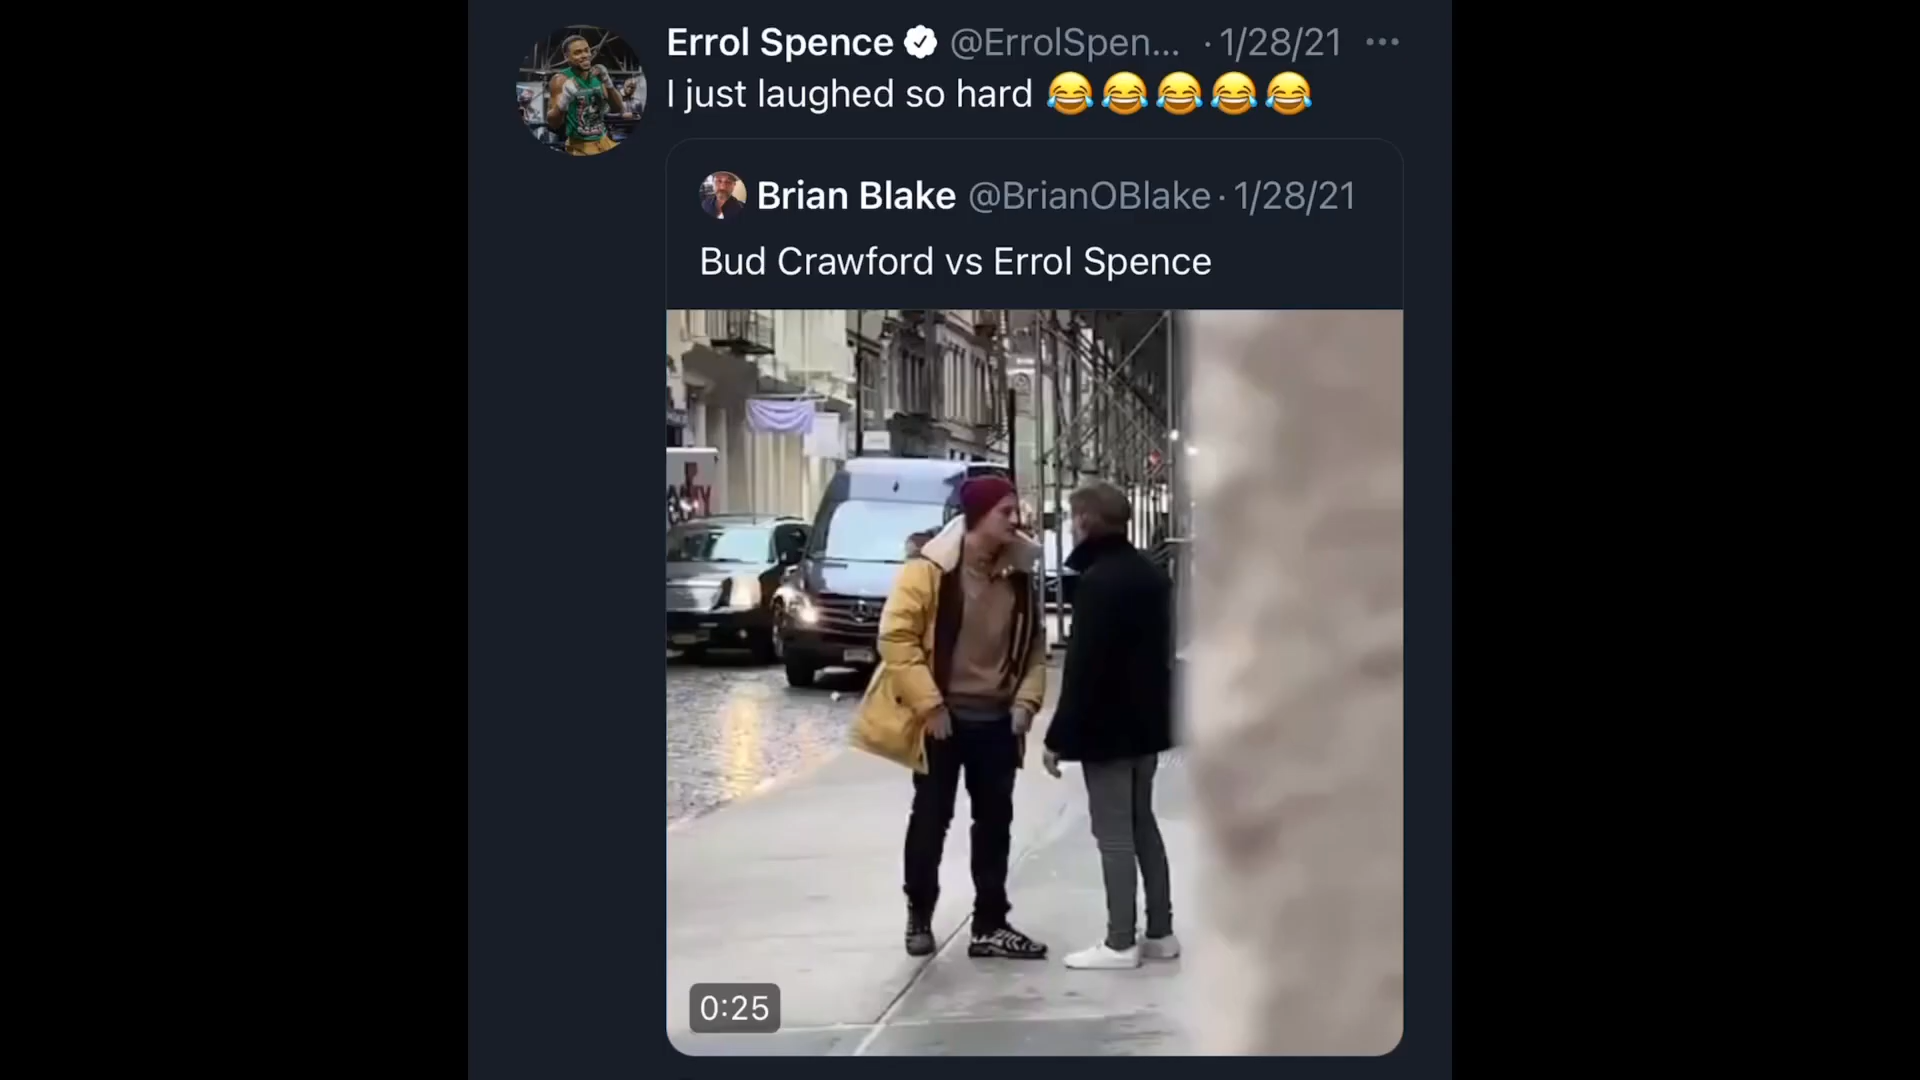 Errol Spence @ErrolSpen... · 1/28/21
I just laughed so hard 😂😂😂😂😂
Brian Blake @BrianOBlake · 1/28/21
Bud Crawford vs Errol Spence
0:25